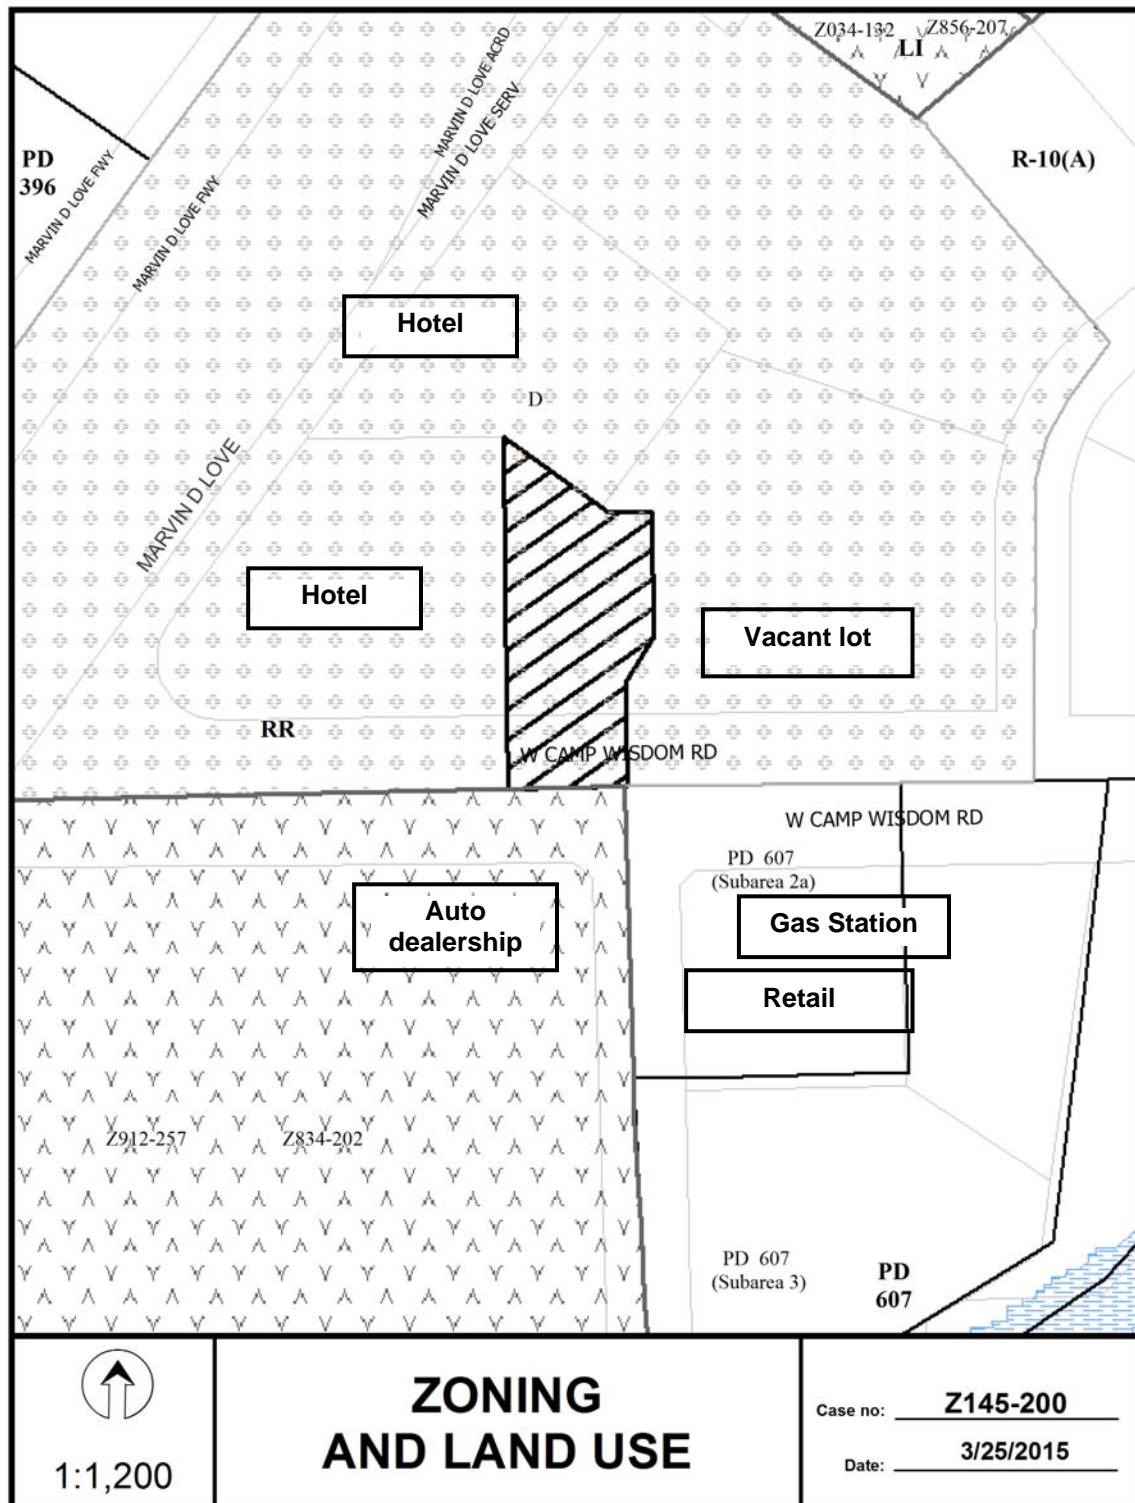 Z034-132 Z856-207
LI
MARVIN D LOVE ACRD
MARVIN D LOVE SERV
PD
396
R-10(A)
MARVIN D LOVE FWY
MARVIN D LOVE FWY
Hotel
D
MARVIN D LOVE
Hotel
Vacant lot
RR
W CAMP WISDOM RD
W CAMP WISDOM RD
PD 607
(Subarea 2a)
Auto
dealership
Gas Station
Retail
Z912-257 Z834-202
PD 607
(Subarea 3)
PD
607
1:1,200
ZONING
AND LAND USE
Case no: Z145-200
Date: 3/25/2015